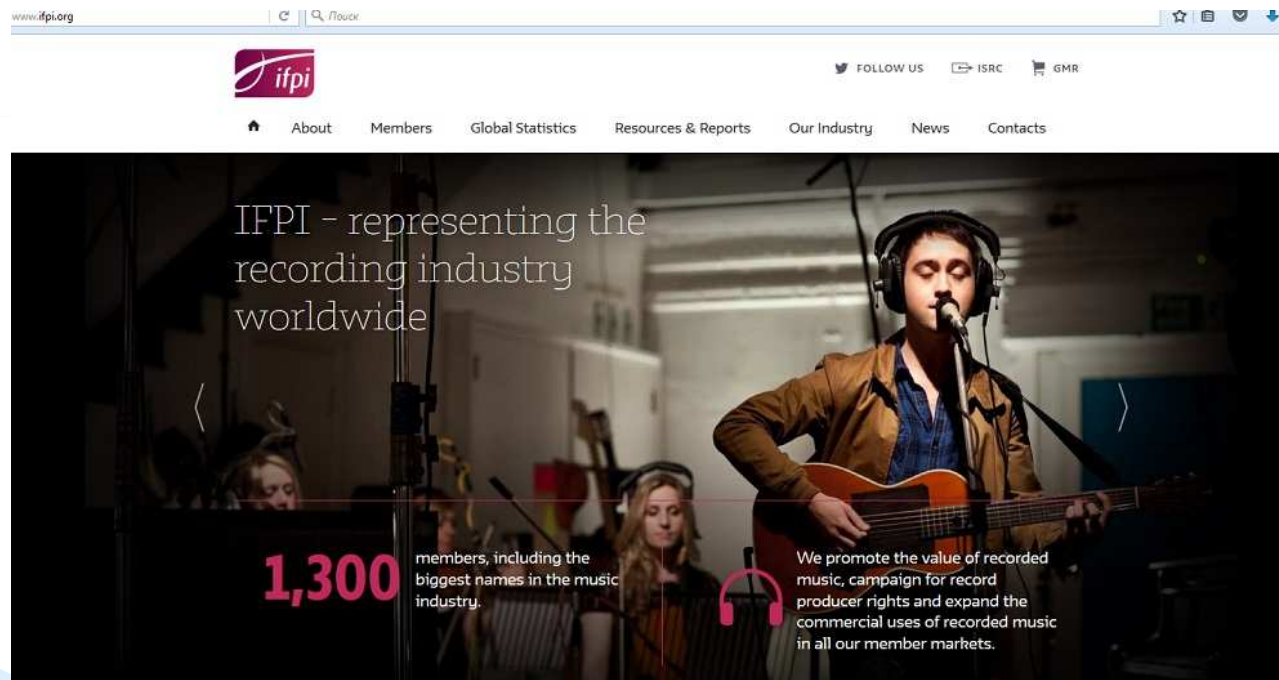 www.ifpi.org
Поиск
ifpi
FOLLOW US ISRC GMR
About Members Global Statistics Resources & Reports Our Industry News Contacts
IFPI – representing the
recording industry
worldwide
1,300
members, including the
biggest names in the music
industry.
We promote the value of recorded
music, campaign for record
producer rights and expand the
commercial uses of recorded music
in all our member markets.